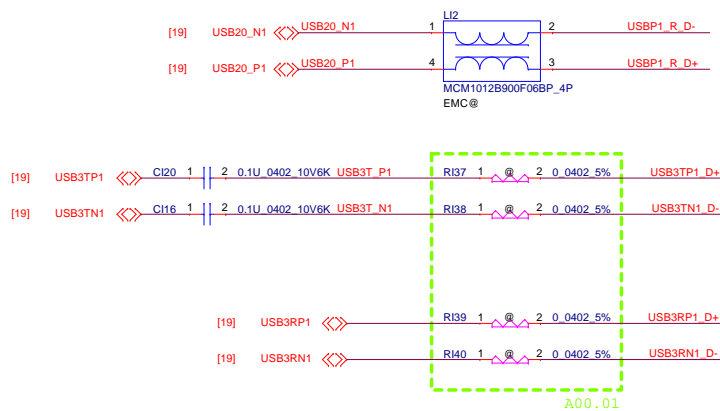 LI2
[19] USB20_N1 USB20_N1 1 2 USBP1_R_D-
[19] USB20_P1 USB20_P1 4 3 USBP1_R_D+
MCM1012B900F06BP_4P
EMC@
[19] USB3TP1 CI20 1 2 0.1U_0402_10V6K USB3T_P1 RI37 1 @ 2 0_0402_5% USB3TP1_D+
[19] USB3TN1 CI16 1 2 0.1U_0402_10V6K USB3T_N1 RI38 1 @ 2 0_0402_5% USB3TN1_D-
[19] USB3RP1 RI39 1 @ 2 0_0402_5% USB3RP1_D+
[19] USB3RN1 RI40 1 @ 2 0_0402_5% USB3RN1_D-
A00.01